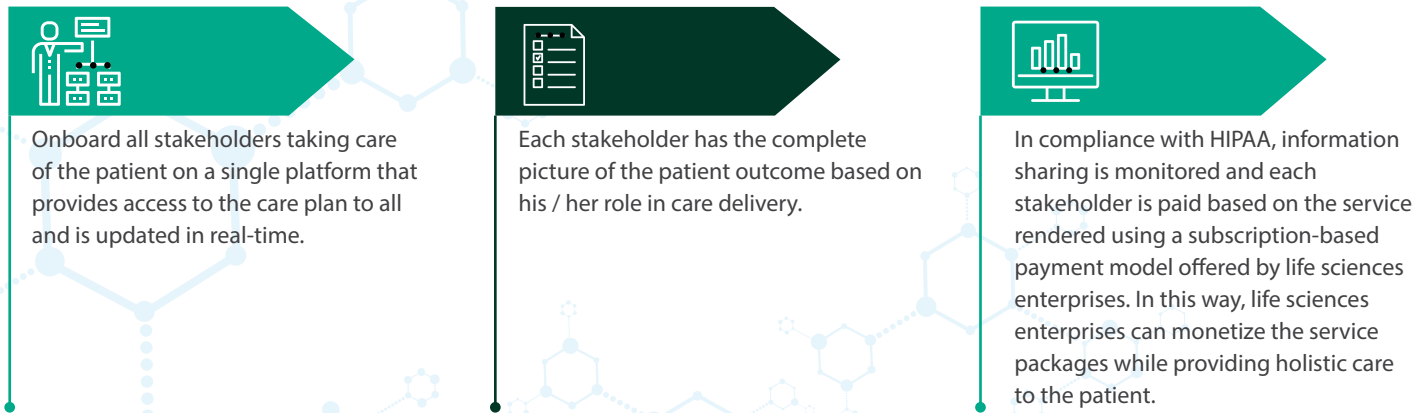 Onboard all stakeholders taking care
of the patient on a single platform that
provides access to the care plan to all
and is updated in real-time.
Each stakeholder has the complete
picture of the patient outcome based on
his / her role in care delivery.
In compliance with HIPAA, information
sharing is monitored and each
stakeholder is paid based on the service
rendered using a subscription-based
payment model offered by life sciences
enterprises. In this way, life sciences
enterprises can monetize the service
packages while providing holistic care
to the patient.